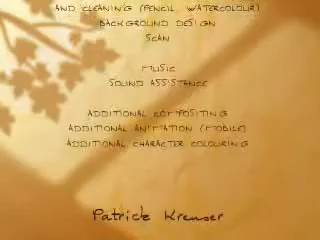 AND CLEANING (PENCIL, WATERCOLOUR)
BACKGROUND DESIGN
SCAN
MUSIC
SOUND ASSISTANCE
ADDITIONAL COMPOSITING
ADDITIONAL ANIMATION (MOBILE)
ADDITIONAL CHARACTER COLOURING
Patrick Kreuser